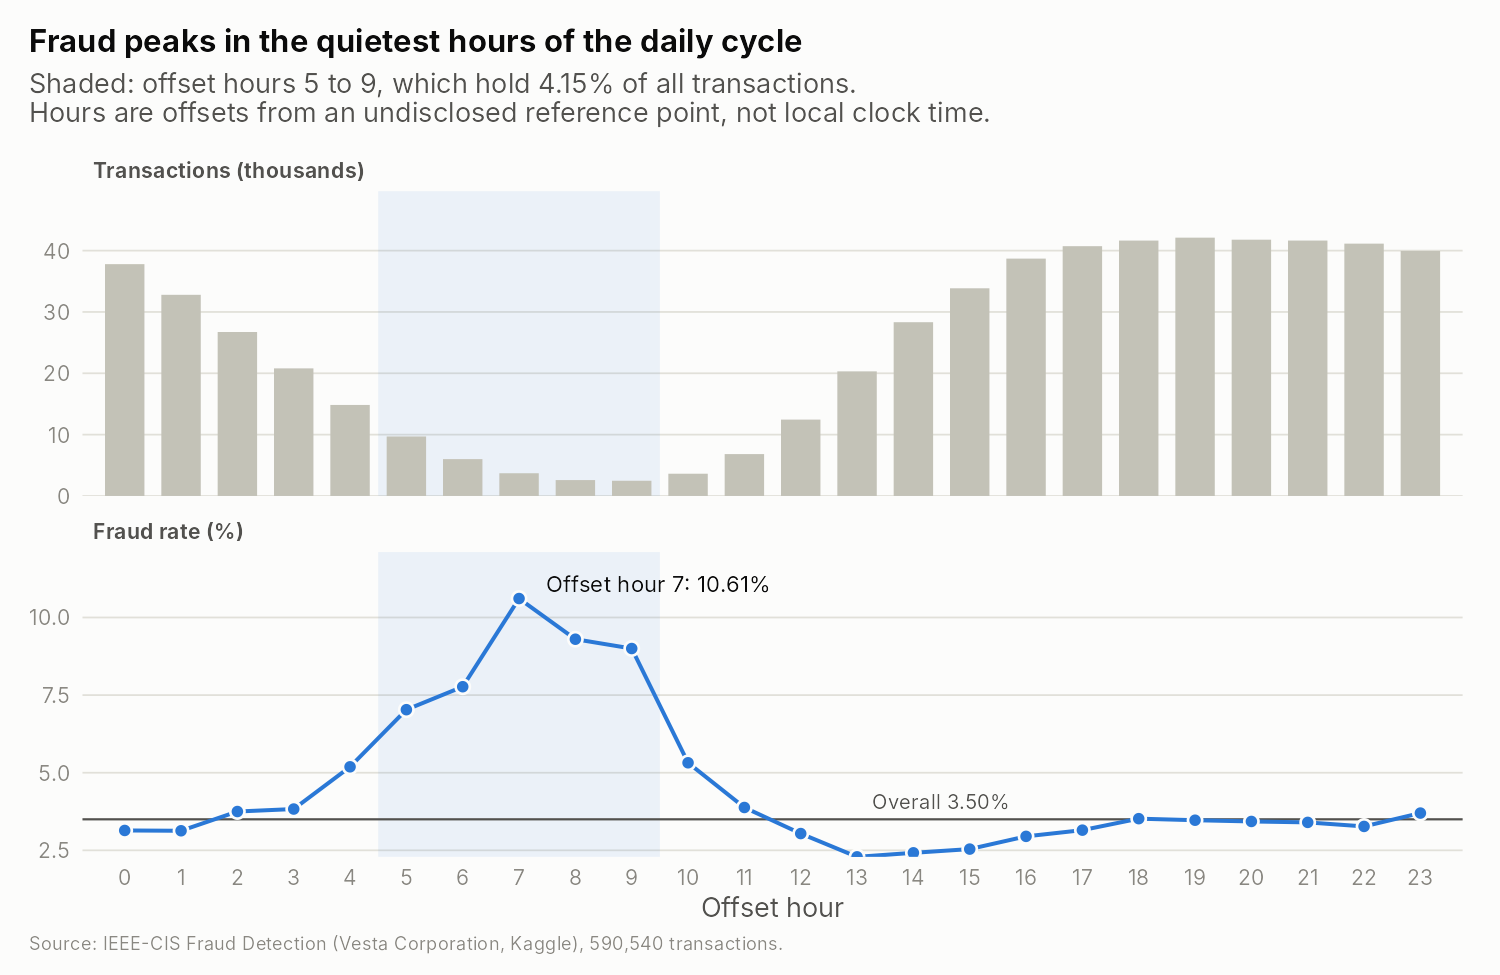 Fraud peaks in the quietest hours of the daily cycle
Shaded: offset hours 5 to 9, which hold 4.15% of all transactions.
Hours are offsets from an undisclosed reference point, not local clock time.
Transactions (thousands)
40
30
20
10
0
Fraud rate (%)
Offset hour 7: 10.61%
10.0
7.5
5.0
Overall 3.50%
2.5
0 1 2 3 4 5 6 7 8 9 10 11 12 13 14 15 16 17 18 19 20 21 22 23
Offset hour
Source: IEEE-CIS Fraud Detection (Vesta Corporation, Kaggle), 590,540 transactions.